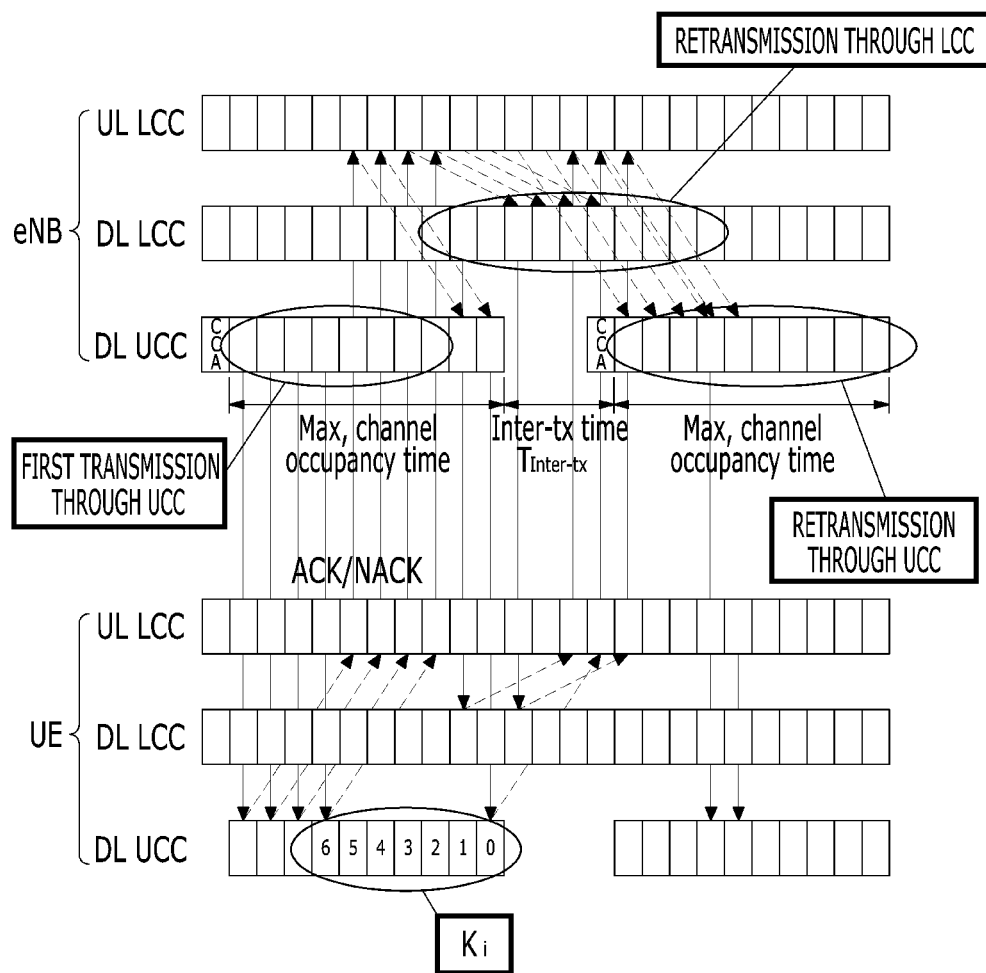 RETRANSMISSION THROUGH LCC
UL LCC
eNB
DL LCC
DL UCC
CCA
CCA
Max, channel
occupancy time
Inter-tx time
TInter-tx
Max, channel
occupancy time
FIRST TRANSMISSION
THROUGH UCC
RETRANSMISSION
THROUGH UCC
ACK/NACK
UL LCC
UE
DL LCC
DL UCC
6 5 4 3 2 1 0
Ki